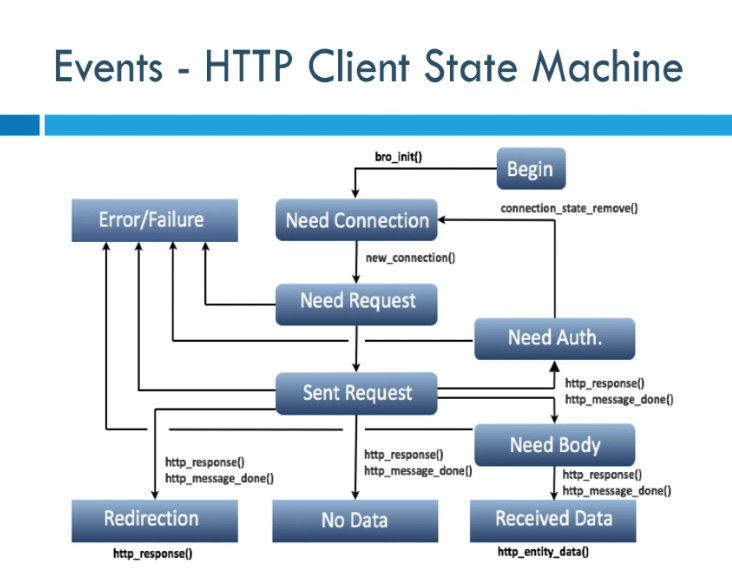 Events - HTTP Client State Machine
bro_init()
Begin
Error/Failure
Need Connection
connection_state_remove()
new_connection()
Need Request
Need Auth.
Sent Request
http_response()
http_message_done()
Need Body
http_response()
http_message_done()
http_response()
http_message_done()
http_response()
http_message_done()
Redirection
No Data
Received Data
http_response()
http_entity_data()